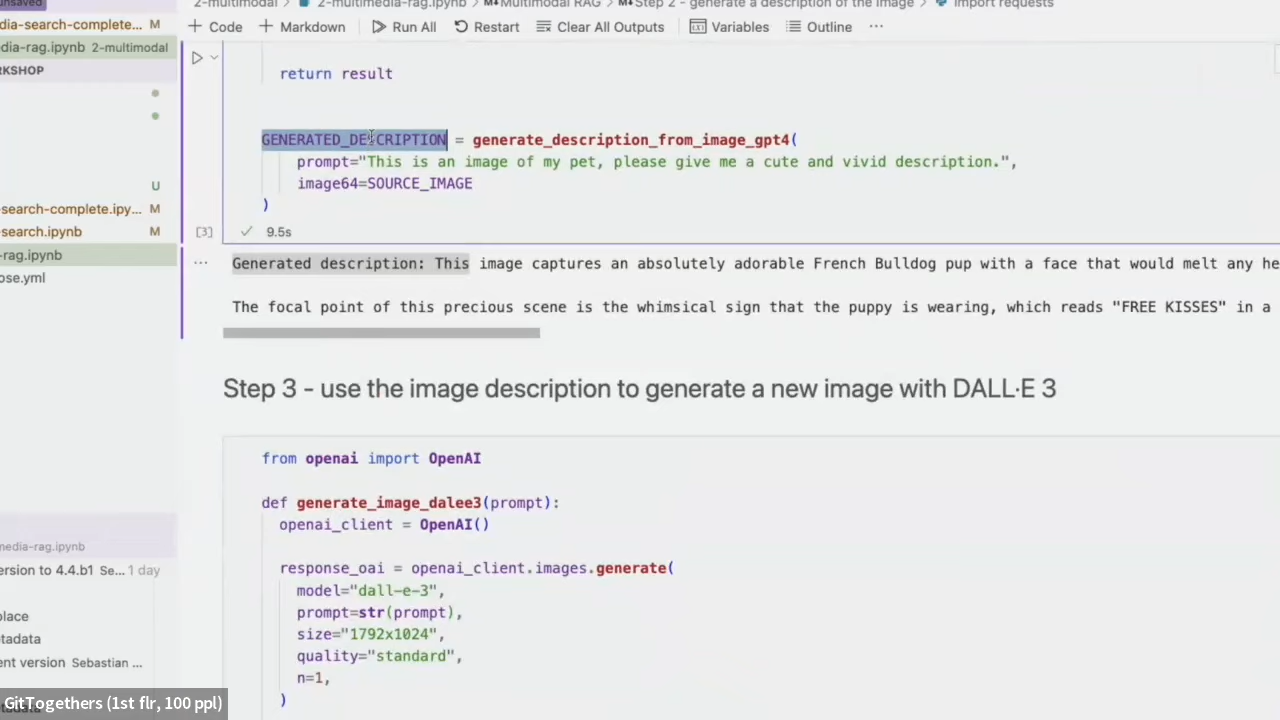 nsaved
2-multimodal > 2-multimedia-rag.ipynb > Multimodal RAG > Step 2 - generate a description of the image > import requests
dia-search-complete... M
+ Code + Markdown Run All Restart Clear All Outputs Variables Outline ...
edia-rag.ipynb 2-multimodal
RKSHOP
return result
GENERATED_DESCRIPTION = generate_description_from_image_gpt4(
prompt="This is an image of my pet, please give me a cute and vivid description.",
image64=SOURCE_IMAGE
)
U
-search-complete.ipy... M
-search.ipynb M
-rag.ipynb
ose.yml
[3] 9.5s
... Generated description: This image captures an absolutely adorable French Bulldog pup with a face that would melt any he
The focal point of this precious scene is the whimsical sign that the puppy is wearing, which reads "FREE KISSES" in a
Step 3 - use the image description to generate a new image with DALL·E 3
from openai import OpenAI
def generate_image_dalee3(prompt):
openai_client = OpenAI()
response_oai = openai_client.images.generate(
model="dall-e-3",
prompt=str(prompt),
size="1792x1024",
quality="standard",
n=1,
)
media-rag.ipynb
ersion to 4.4.b1 Se... 1 day
place
etadata
ent version Sebastian ...
GitTogethers (1st flr, 100 ppl)